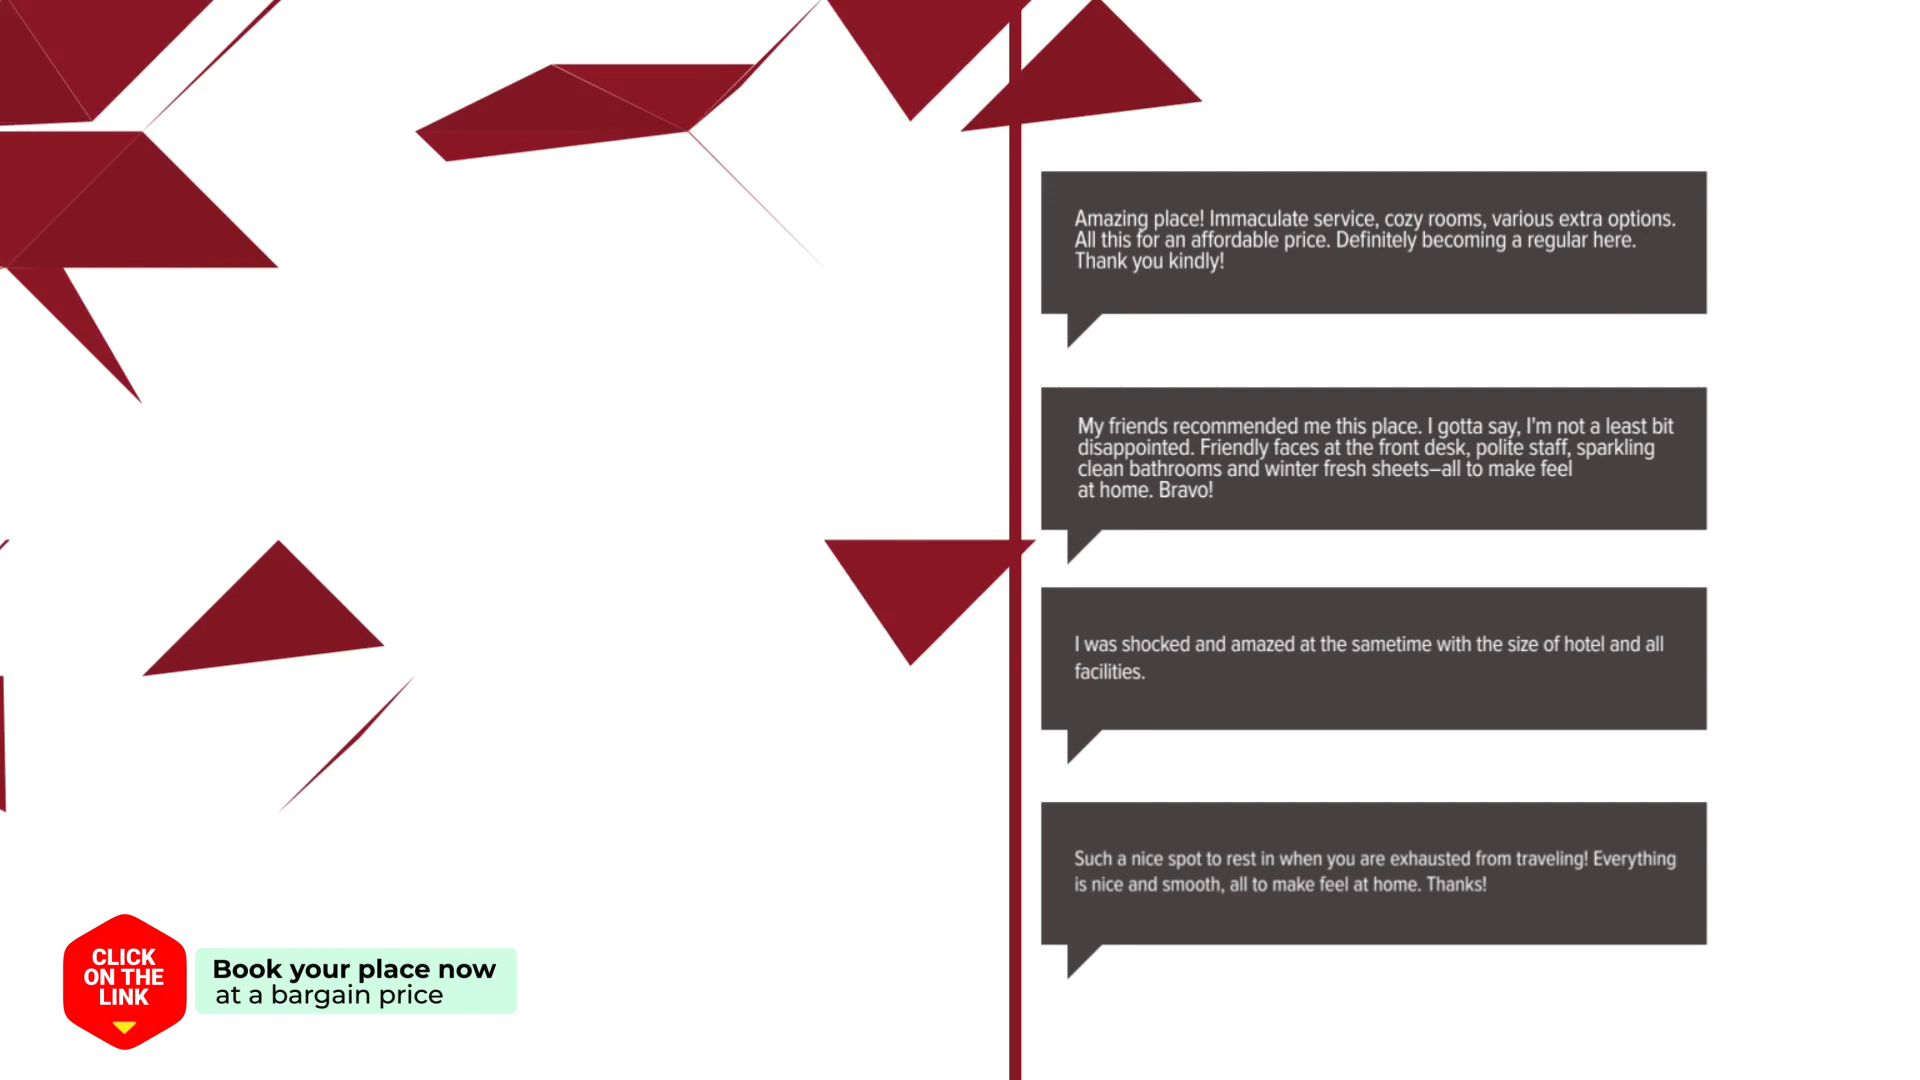 Amazing place! Immaculate service, cozy rooms, various extra options.
All this for an affordable price. Definitely becoming a regular here.
Thank you kindly!
My friends recommended me this place. I gotta say, I'm not a least bit
disappointed. Friendly faces at the front desk, polite staff, sparkling
clean bathrooms and winter fresh sheets–all to make feel
at home. Bravo!
I was shocked and amazed at the sametime with the size of hotel and all
facilities.
Such a nice spot to rest in when you are exhausted from traveling! Everything
is nice and smooth, all to make feel at home. Thanks!
CLICK
ON THE
LINK
Book your place now
at a bargain price